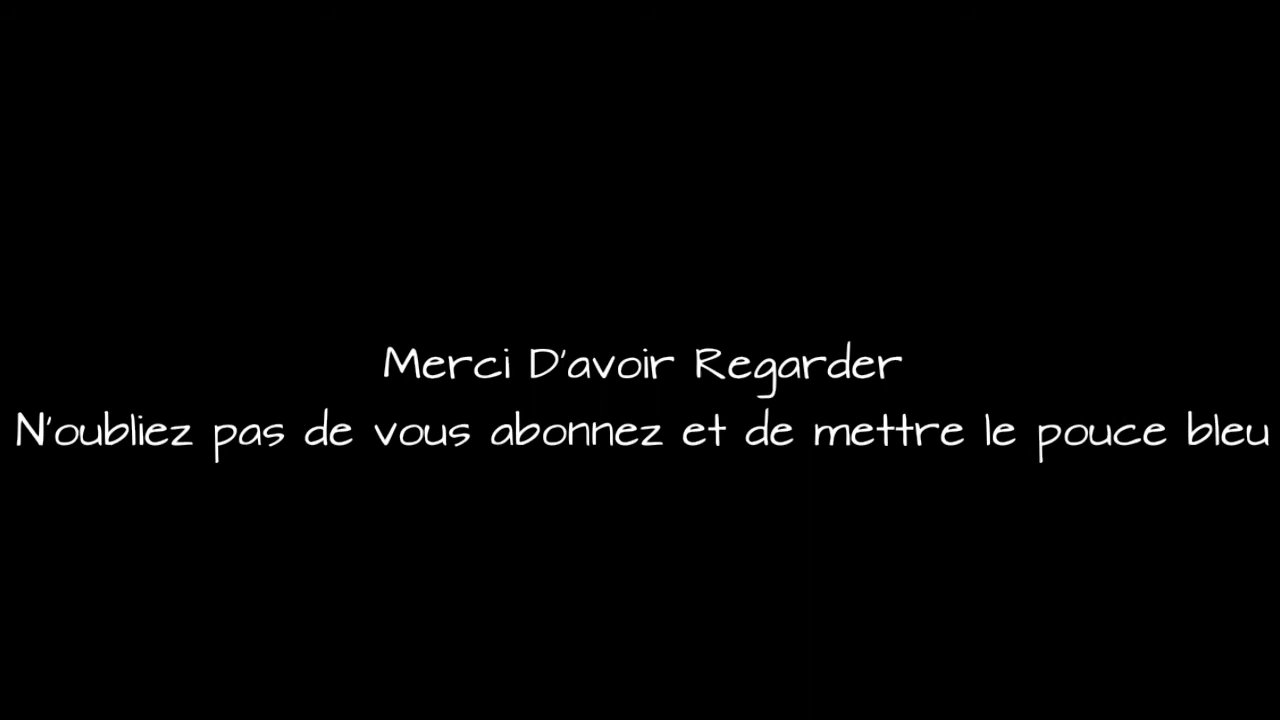 Merci D'avoir Regarder
N'oubliez pas de vous abonnez et de mettre le pouce bleu